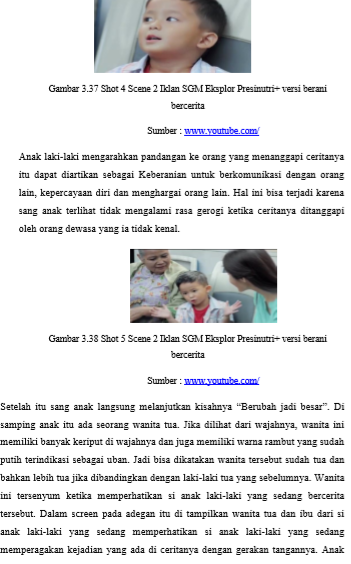 Gambar 3.37 Shot 4 Scene 2 Iklan SGM Eksplor Presinutri+ versi berani
bercerita
Sumber : www.youtube.com/
Anak laki-laki mengarahkan pandangan ke orang yang menanggapi ceritanya
itu dapat diartikan sebagai Keberanian untuk berkomunikasi dengan orang
lain, kepercayaan diri dan menghargai orang lain. Hal ini bisa terjadi karena
sang anak terlihat tidak mengalami rasa gerogi ketika ceritanya ditanggapi
oleh orang dewasa yang ia tidak kenal.
Gambar 3.38 Shot 5 Scene 2 Iklan SGM Eksplor Presinutri+ versi berani
bercerita
Sumber : www.youtube.com/
Setelah itu sang anak langsung melanjutkan kisahnya “Berubah jadi besar”. Di
samping anak itu ada seorang wanita tua. Jika dilihat dari wajahnya, wanita ini
memiliki banyak keriput di wajahnya dan juga memiliki warna rambut yang sudah
putih terindikasi sebagai uban. Jadi bisa dikatakan wanita tersebut sudah tua dan
bahkan lebih tua jika dibandingkan dengan laki-laki tua yang sebelumnya. Wanita
ini tersenyum ketika memperhatikan si anak laki-laki yang sedang bercerita
tersebut. Dalam screen pada adegan itu di tampilkan wanita tua dan ibu dari si
anak laki-laki yang sedang memperhatikan si anak laki-laki yang sedang
memperagakan kejadian yang ada di ceritanya dengan gerakan tangannya. Anak